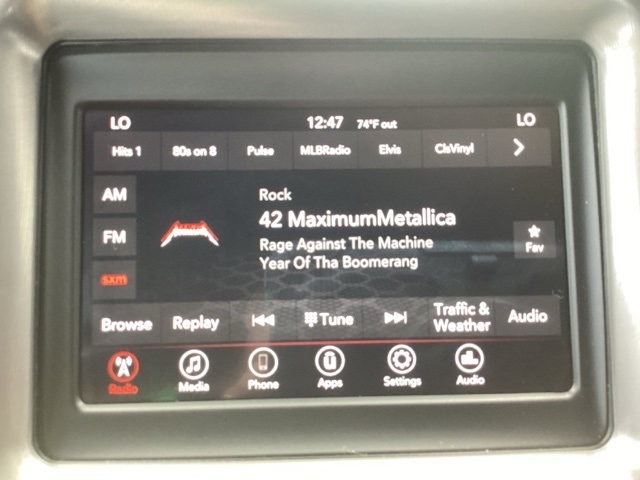 LO 12:47 74°F out LO
Hits 1 80s on 8 Pulse MLBRadio Elvis ClsVinyl
AM
FM
sxm
Rock
42 MaximumMetallica
Rage Against The Machine
Year Of Tha Boomerang
Fav
Browse Replay Tune Traffic & Weather Audio
Radio Media Phone Apps Settings Audio